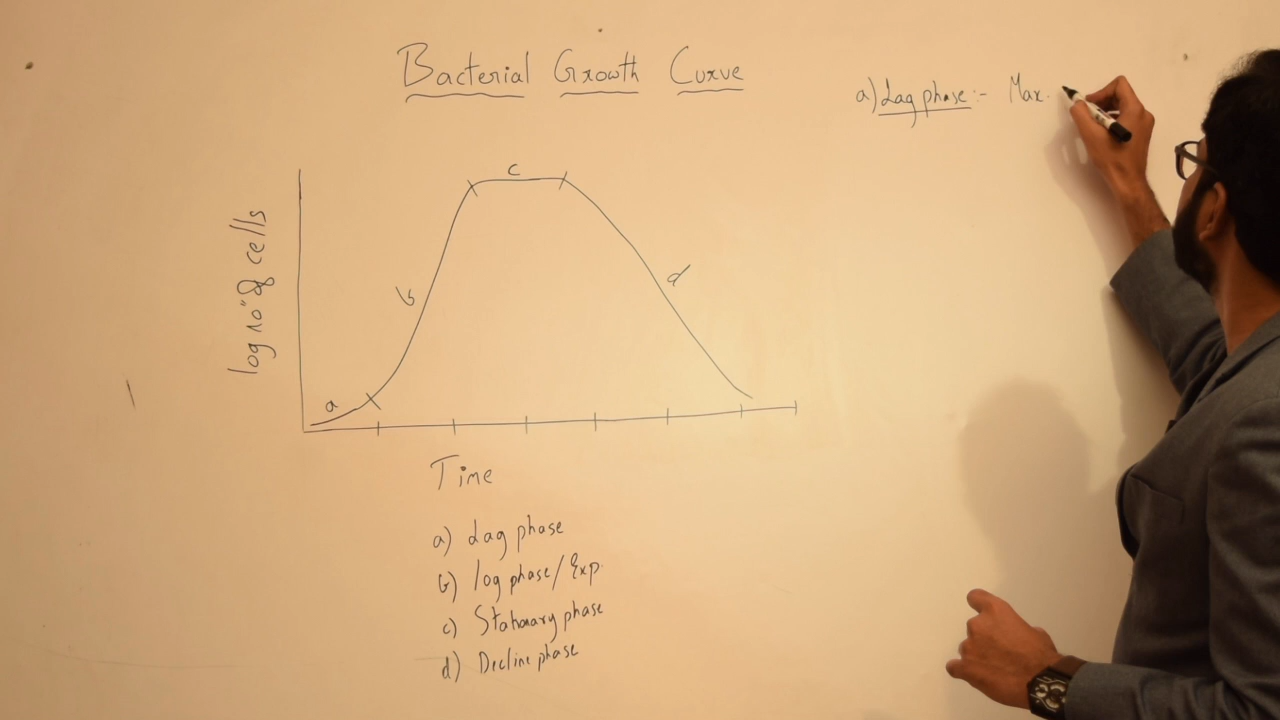 Bacterial Growth Curve
a) Lag phase :- Max.
c
b
d
a
log no of cells
Time
a) Lag phase
b) log phase/Exp.
c) Stationary phase
d) Decline phase